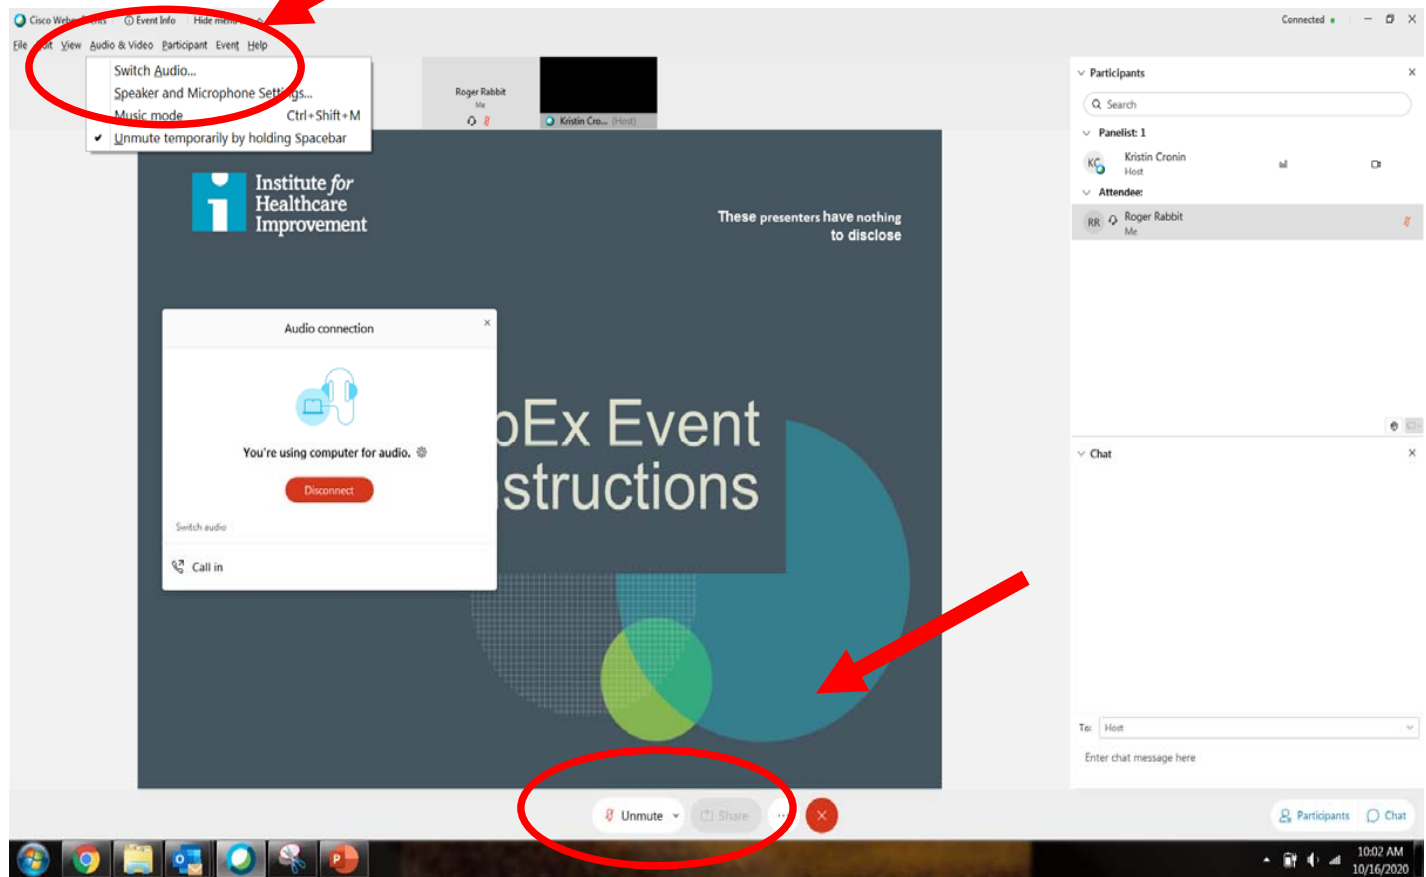 Cisco Webex Events Event Info Hide menu
Connected
File Edit View Audio & Video Participant Event Help
Switch Audio...
Speaker and Microphone Settings...
Music mode Ctrl+Shift+M
Unmute temporarily by holding Spacebar
Roger Rabbit
Me
Kristin Cro... (Host)
Institute for
Healthcare
Improvement
These presenters have nothing
to disclose
Audio connection
You're using computer for audio.
Disconnect
Switch audio
Call in
bEx Event
structions
Participants
Search
Panelist: 1
KC
Kristin Cronin
Host
Attendee:
RR
Roger Rabbit
Me
Chat
To: Host
Enter chat message here
Unmute
Share
Participants
Chat
10:02 AM
10/16/2020